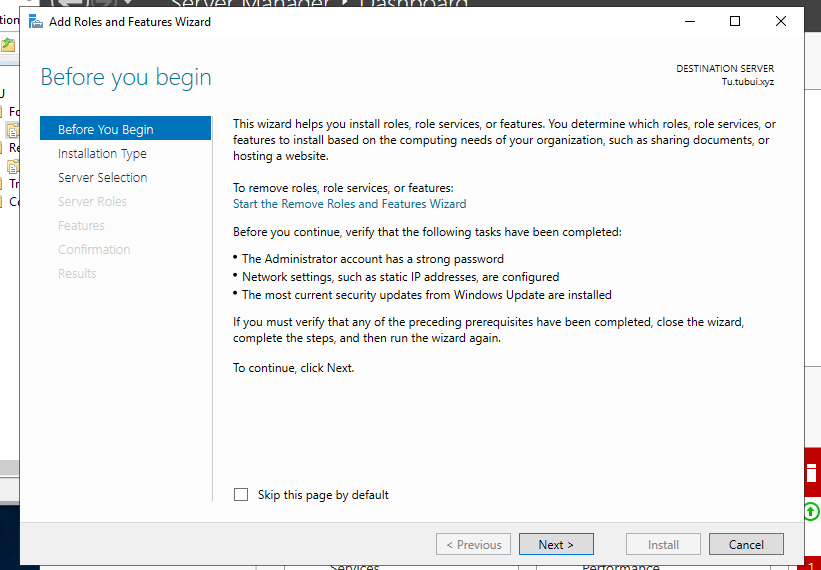 Server Manager · Dashboard
Add Roles and Features Wizard
Before you begin
DESTINATION SERVER
Tu.tubui.xyz
Before You Begin
Installation Type
Server Selection
Server Roles
Features
Confirmation
Results
This wizard helps you install roles, role services, or features. You determine which roles, role services, or
features to install based on the computing needs of your organization, such as sharing documents, or
hosting a website.
To remove roles, role services, or features:
Start the Remove Roles and Features Wizard
Before you continue, verify that the following tasks have been completed:
• The Administrator account has a strong password
• Network settings, such as static IP addresses, are configured
• The most current security updates from Windows Update are installed
If you must verify that any of the preceding prerequisites have been completed, close the wizard,
complete the steps, and then run the wizard again.
To continue, click Next.
Skip this page by default
< Previous
Next >
Install
Cancel
Services
Performance
1